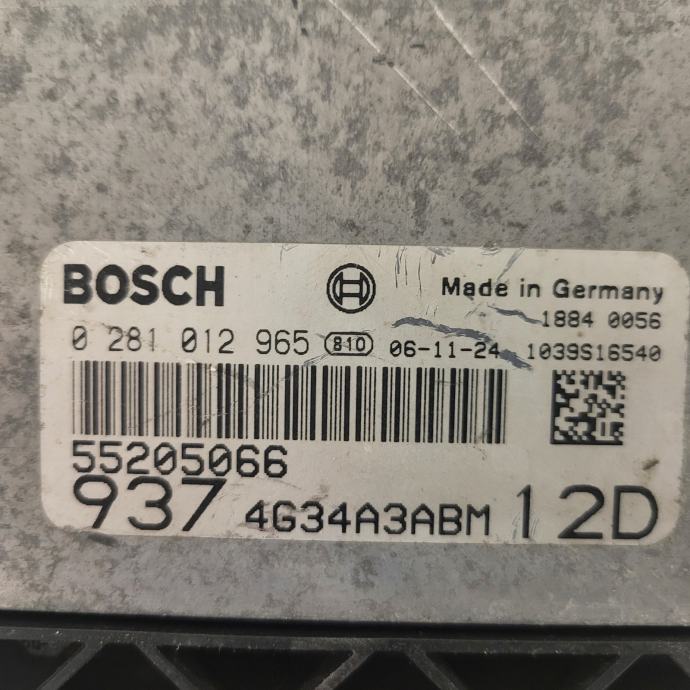 BOSCH
Made in Germany
1884 0056
0 281 012 965 810 06-11-24 1039S16540
55205066
937 4G34A3ABM 12D